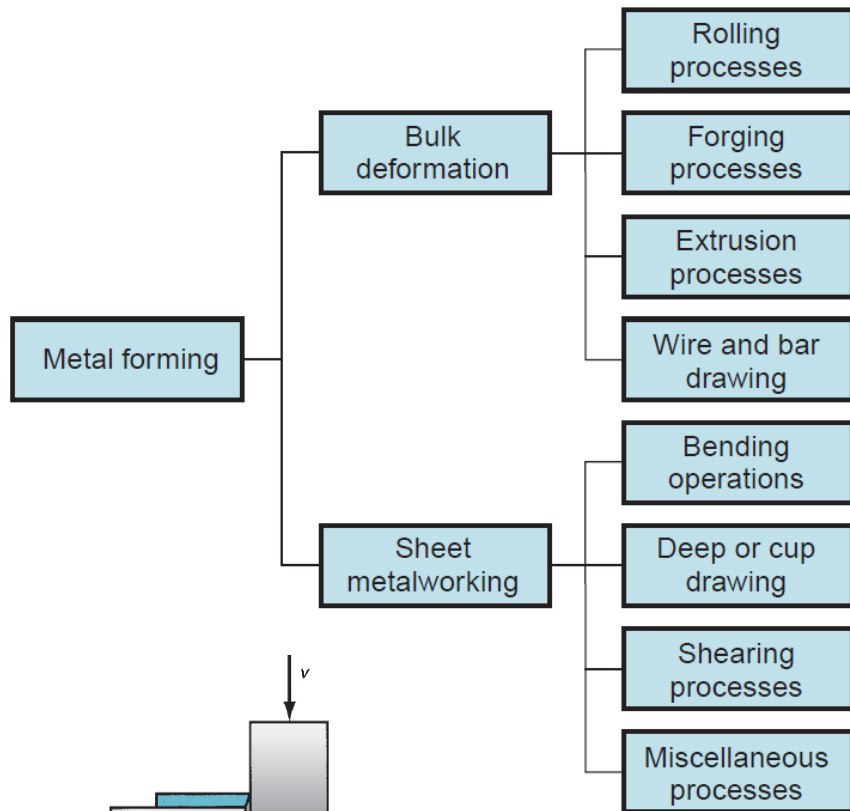 Rolling
processes
Bulk
deformation
Forging
processes
Extrusion
processes
Metal forming
Wire and bar
drawing
Bending
operations
Sheet
metalworking
Deep or cup
drawing
Shearing
processes
v
Miscellaneous
processes